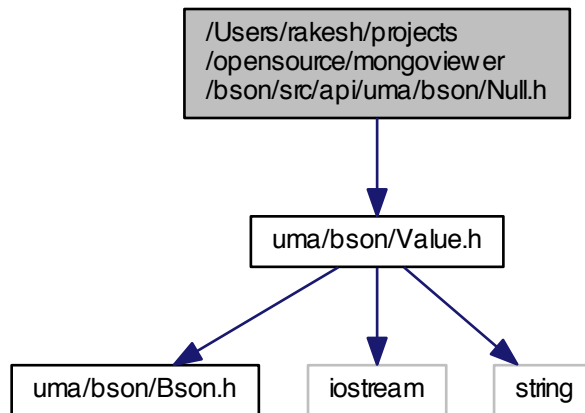 /Users/rakesh/projects
/opensource/mongoviewer
/bson/src/api/uma/bson/Null.h
uma/bson/Value.h
uma/bson/Bson.h
iostream
string